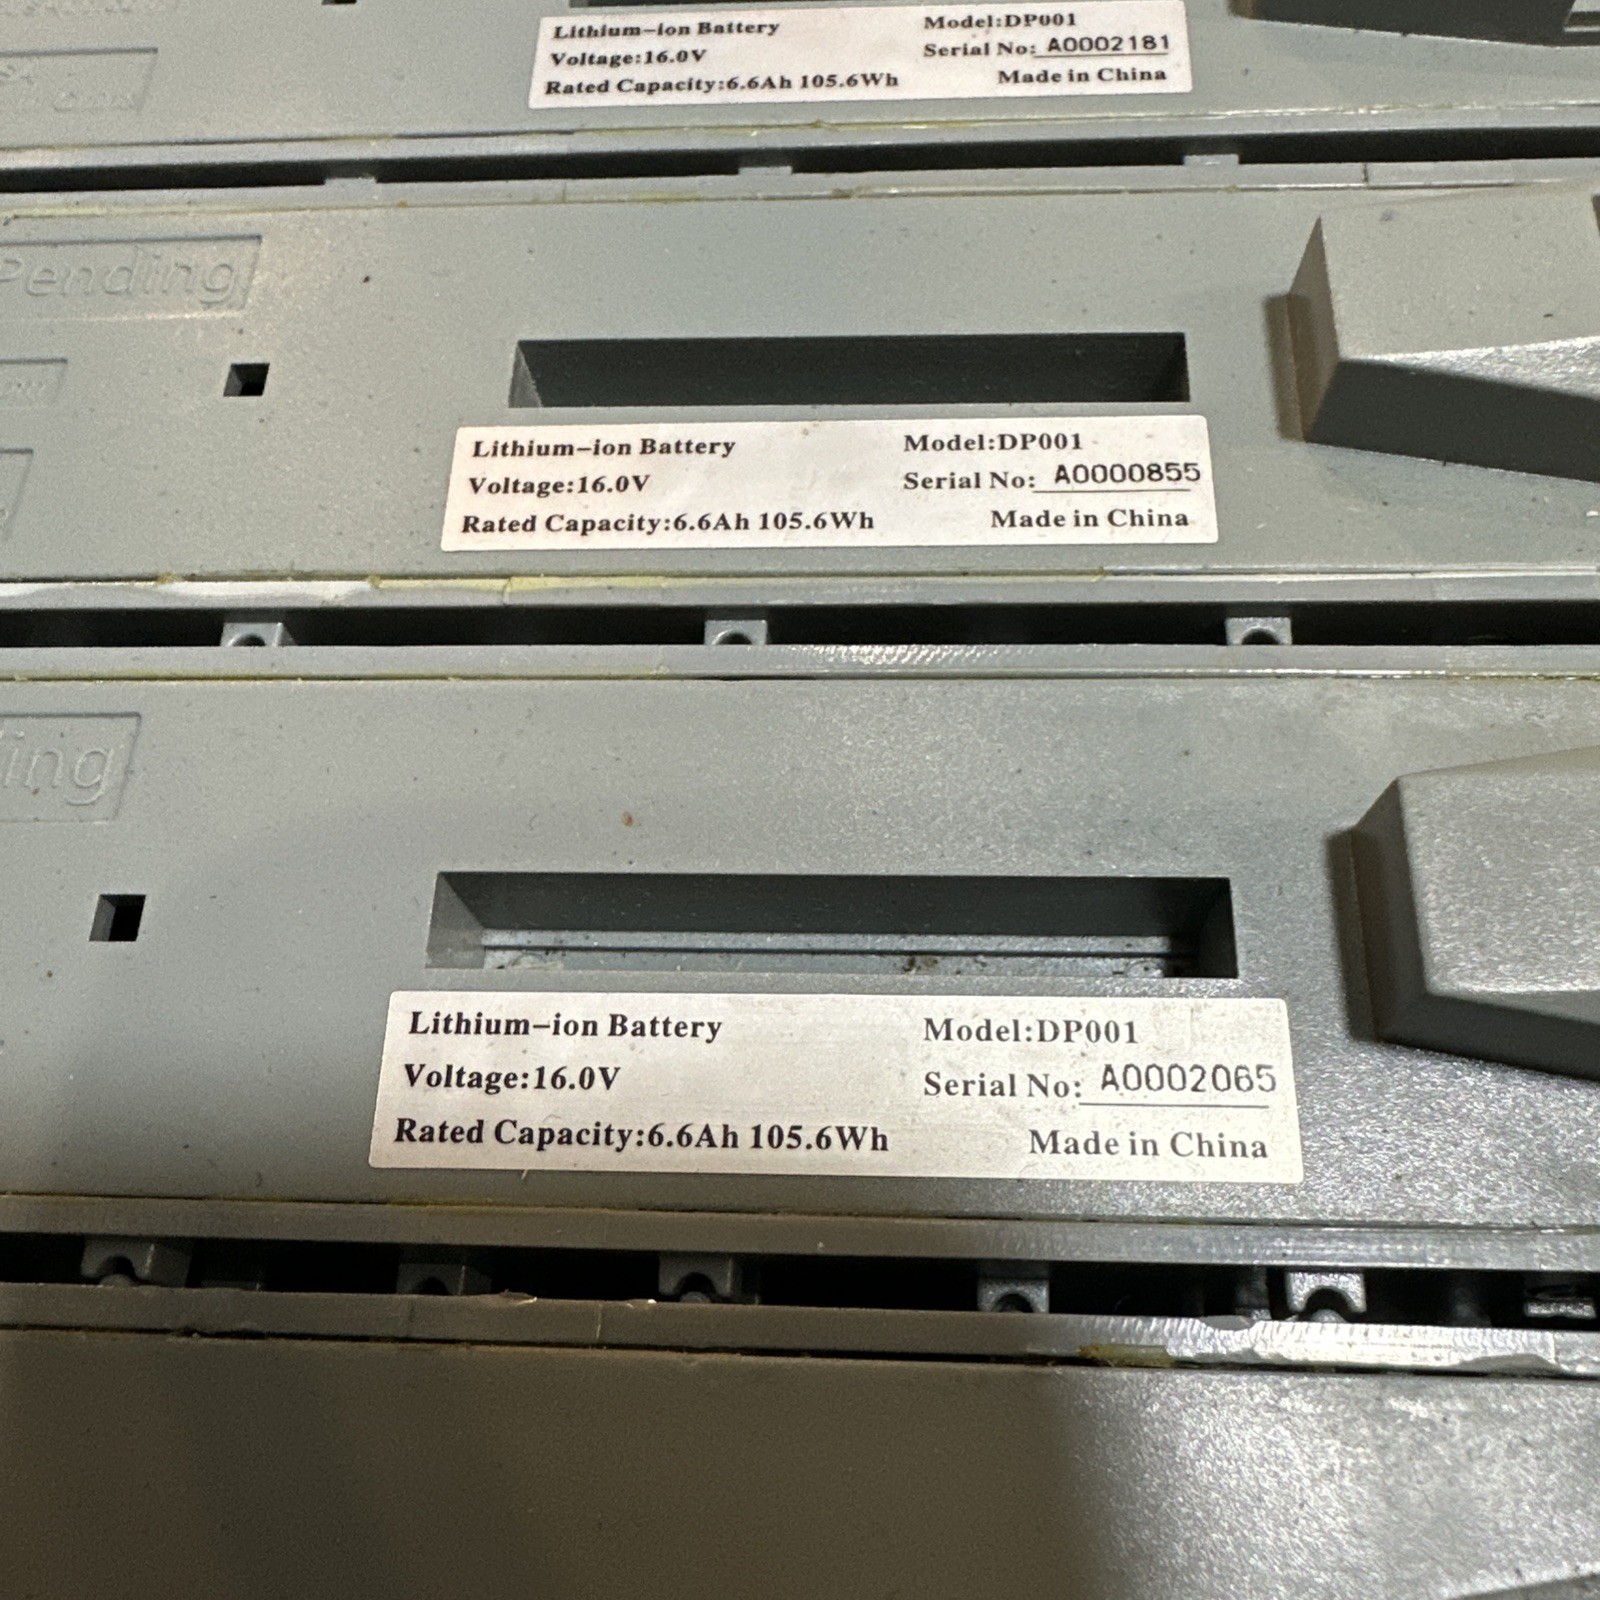 Lithium-ion Battery
Voltage:16.0V
Rated Capacity:6.6Ah 105.6Wh
Model:DP001
Serial No: A0002181
Made in China
Pending
Lithium-ion Battery
Voltage:16.0V
Rated Capacity:6.6Ah 105.6Wh
Model:DP001
Serial No: A0000855
Made in China
ing
Lithium-ion Battery
Voltage:16.0V
Rated Capacity:6.6Ah 105.6Wh
Model:DP001
Serial No: A0002065
Made in China